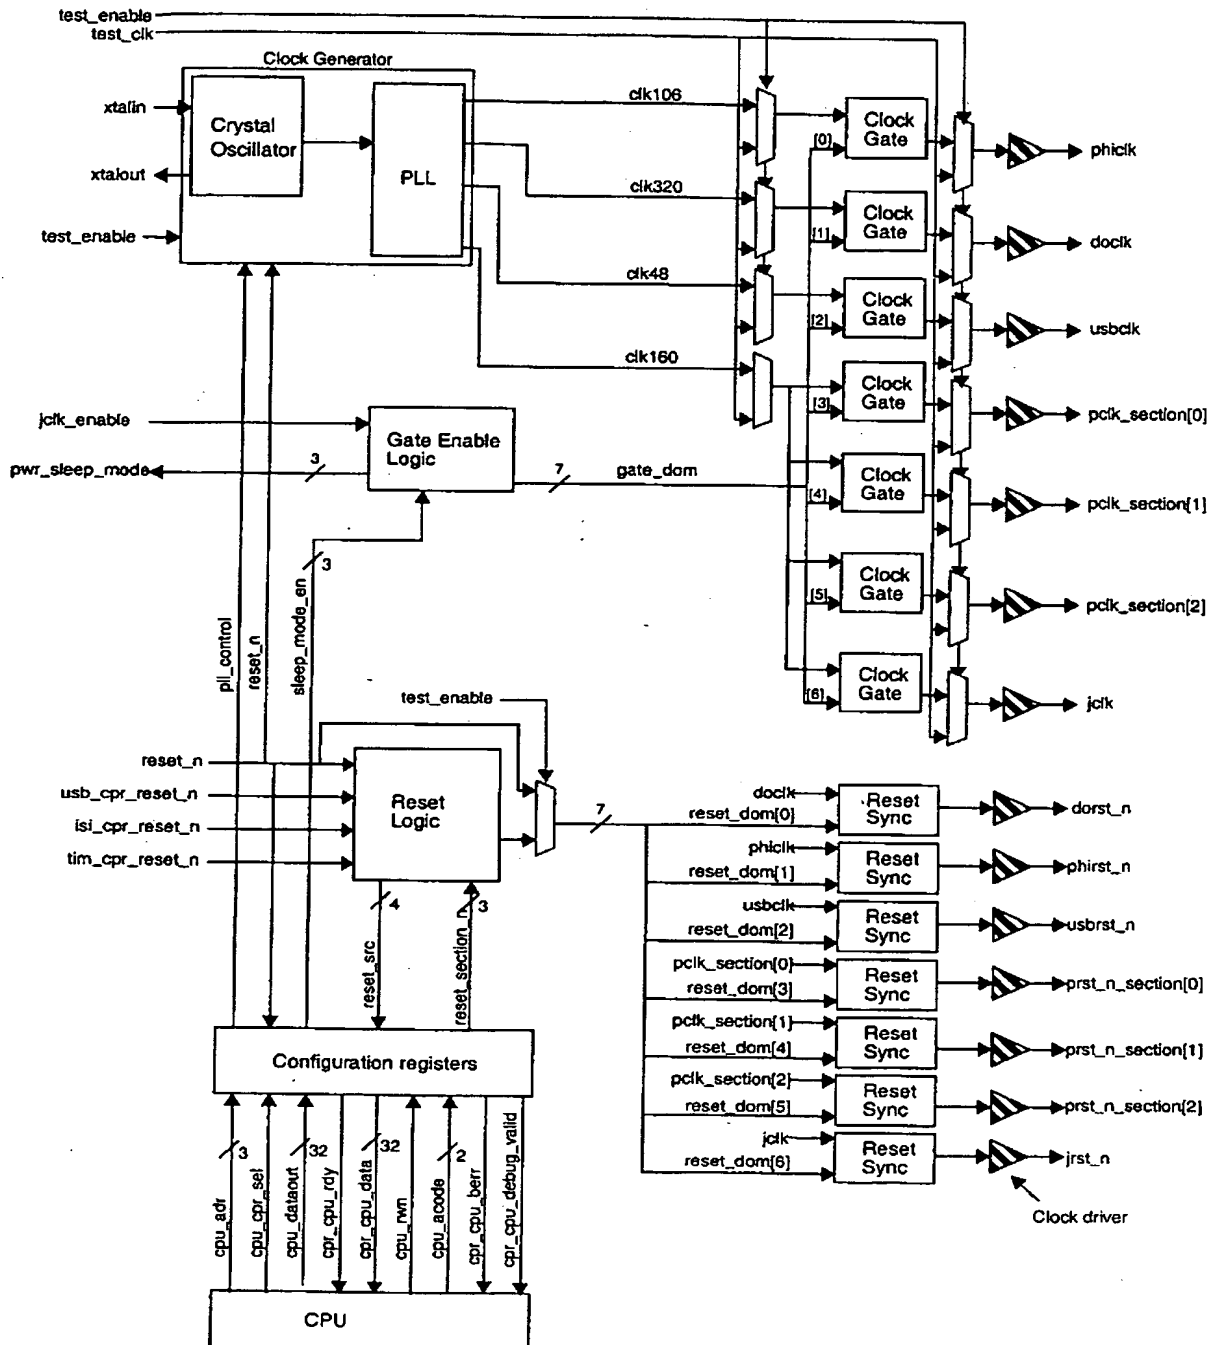 test_enable
test_clk
Clock Generator
xtalin
xtalout
test_enable
Crystal
Oscillator
PLL
clk106
clk320
clk48
clk160
[0]
[1]
[2]
[3]
[4]
[5]
[6]
Clock
Gate
Clock
Gate
Clock
Gate
Clock
Gate
Clock
Gate
Clock
Gate
Clock
Gate
phiclk
doclk
usbclk
pclk_section[0]
pclk_section[1]
pclk_section[2]
jclk
jclk_enable
pwr_sleep_mode
3
Gate Enable
Logic
7
gate_dom
3
pll_control
reset_n
sleep_mode_en
test_enable
reset_n
usb_cpr_reset_n
isi_cpr_reset_n
tim_cpr_reset_n
Reset
Logic
7
4
3
reset_src
reset_section_n
doclk
reset_dom[0]
Reset
Sync
dorst_n
phiclk
reset_dom[1]
Reset
Sync
phirst_n
usbclk
reset_dom[2]
Reset
Sync
usbrst_n
pclk_section[0]
reset_dom[3]
Reset
Sync
prst_n_section[0]
pclk_section[1]
reset_dom[4]
Reset
Sync
prst_n_section[1]
pclk_section[2]
reset_dom[5]
Reset
Sync
prst_n_section[2]
jclk
reset_dom[6]
Reset
Sync
jrst_n
Clock driver
Configuration registers
3
32
32
2
cpu_adr
cpu_cpr_sel
cpu_dataout
cpr_cpu_rdy
cpr_cpu_data
cpu_rwn
cpu_acode
cpr_cpu_berr
cpr_cpu_debug_valid
CPU